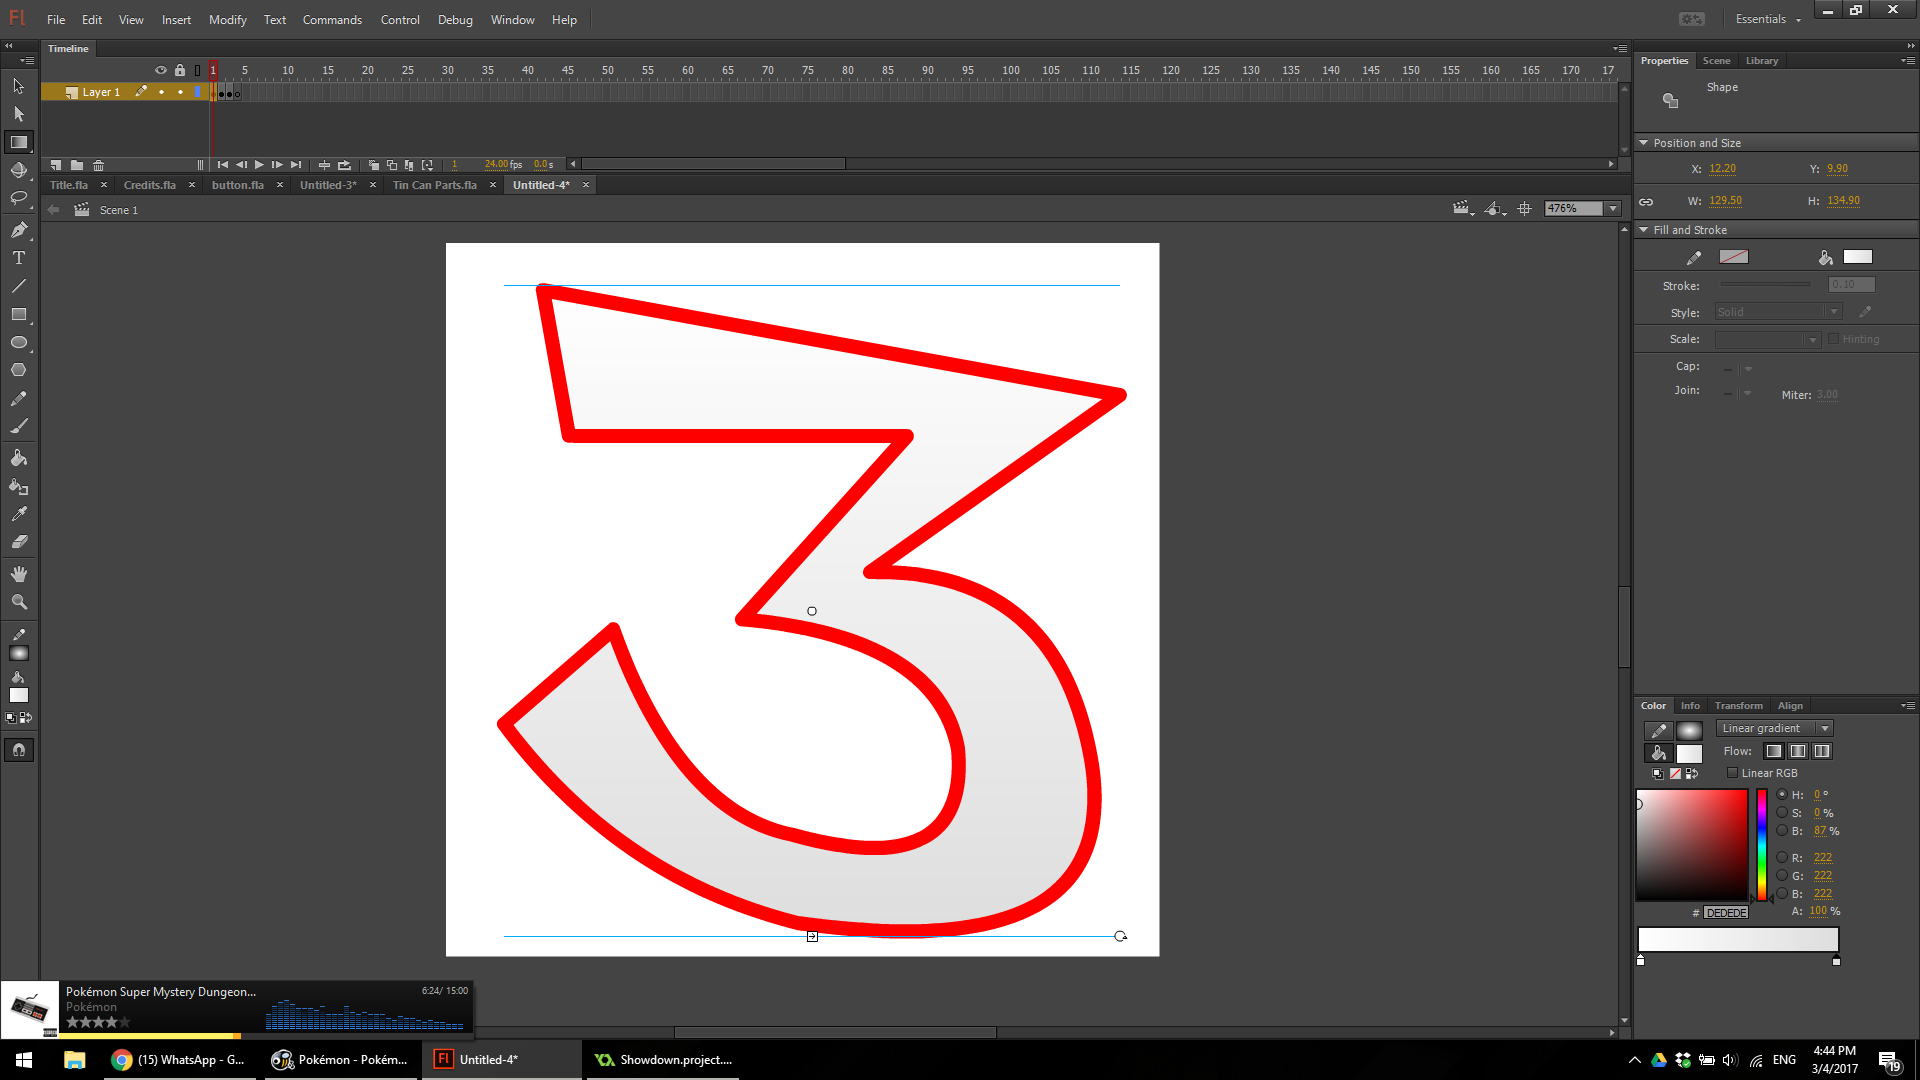 Fl File Edit View Insert Modify Text Commands Control Debug Window Help Essentials
Timeline
1 5 10 15 20 25 30 35 40 45 50 55 60 65 70 75 80 85 90 95 100 105 110 115 120 125 130 135 140 145 150 155 160 165 170 17
Layer 1
1 24.00 fps 0.0 s
Title.fla Credits.fla button.fla Untitled-3* Tin Can Parts.fla Untitled-4*
Scene 1
476%
3
Properties Scene Library
Shape
Position and Size
X: 12.20 Y: 9.90
W: 129.50 H: 134.90
Fill and Stroke
Stroke: 0.10
Style: Solid
Scale: Hinting
Cap:
Join: Miter: 3.00
Color Info Transform Align
Linear gradient
Flow:
Linear RGB
H: 0 °
S: 0 %
B: 87 %
R: 222
G: 222
B: 222
# DEDEDE A: 100 %
Pokémon Super Mystery Dungeon... 6:24/ 15:00
Pokémon
(15) WhatsApp - G... Pokémon - Pokém... Fl Untitled-4* Showdown.project.... ENG 4:44 PM
3/4/2017 19